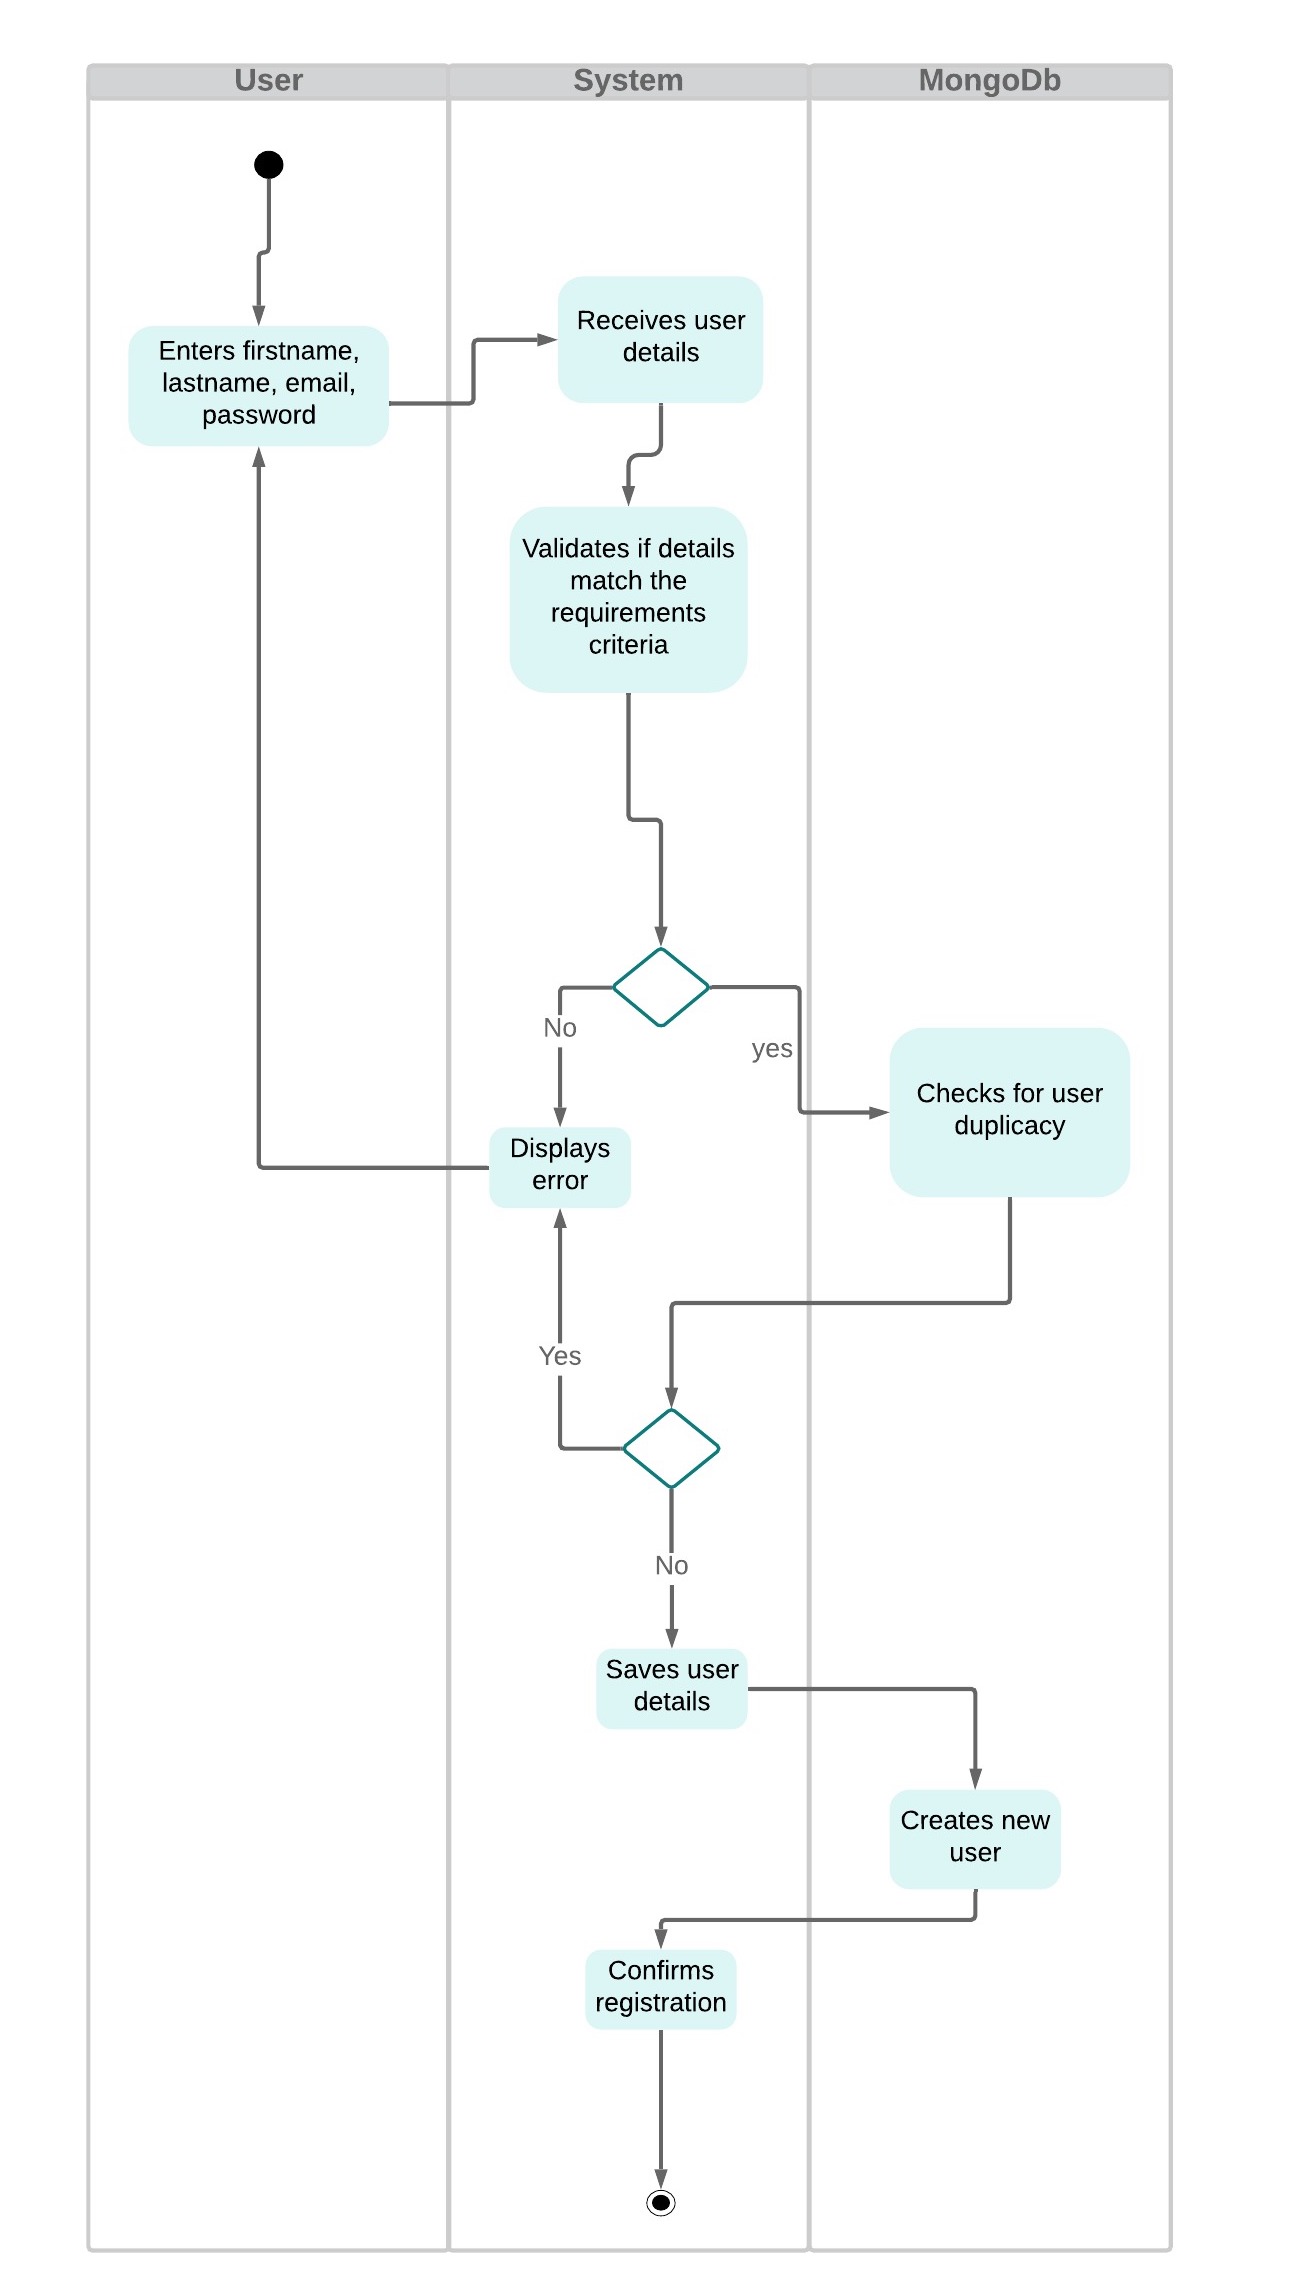 User
System
MongoDb
Enters firstname,
lastname, email,
password
Receives user
details
Validates if details
match the
requirements
criteria
No
yes
Checks for user
duplicacy
Displays
error
Yes
No
Saves user
details
Creates new
user
Confirms
registration